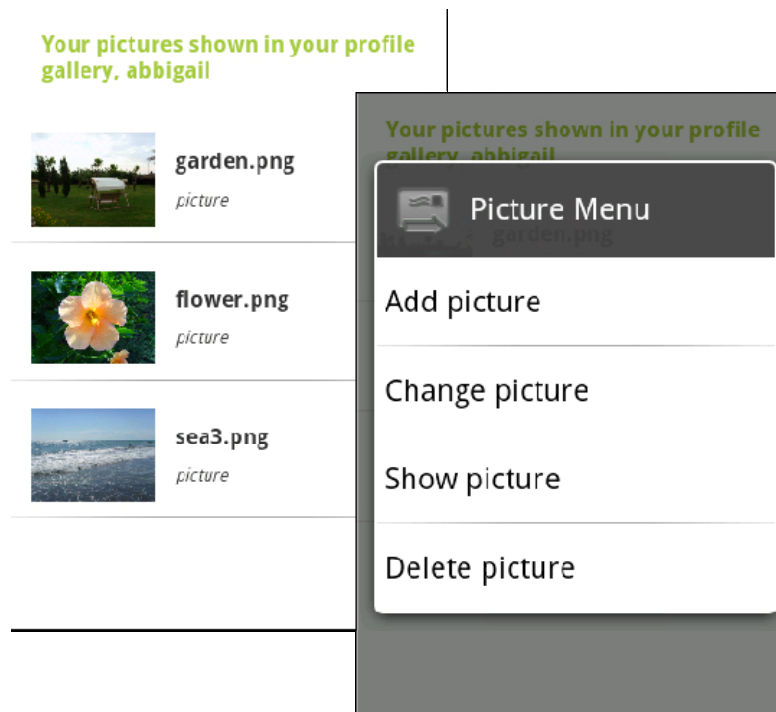 Your pictures shown in your profile
gallery, abbigail
garden.png
picture
flower.png
picture
sea3.png
picture
Your pictures shown in your profile
gallery, abbigail
Picture Menu
garden.png
Add picture
Change picture
Show picture
Delete picture